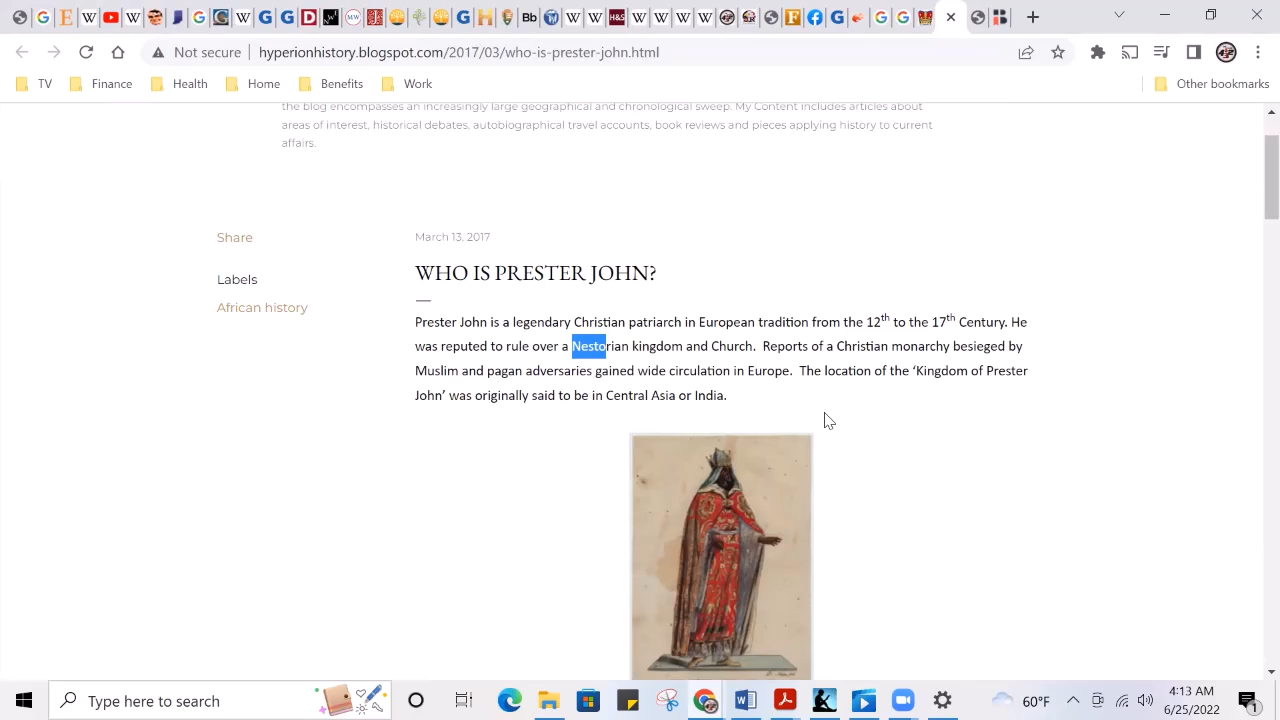 Not secure
hyperionhistory.blogspot.com/2017/03/who-is-prester-john.html
TV
Finance
Health
Home
Benefits
Work
Other bookmarks
the blog encompasses an increasingly large geographical and chronological sweep. My Content includes articles about
areas of interest, historical debates, autobiographical travel accounts, book reviews and pieces applying history to current
affairs.
Share
March 13, 2017
Labels
WHO IS PRESTER JOHN?
African history
Prester John is a legendary Christian patriarch in European tradition from the 12th to the 17th Century. He
was reputed to rule over a Nestorian kingdom and Church.  Reports of a Christian monarchy besieged by
Muslim and pagan adversaries gained wide circulation in Europe.  The location of the ‘Kingdom of Prester
John’ was originally said to be in Central Asia or India.
Type here to search
60°F
4:13 AM
6/25/2022
1